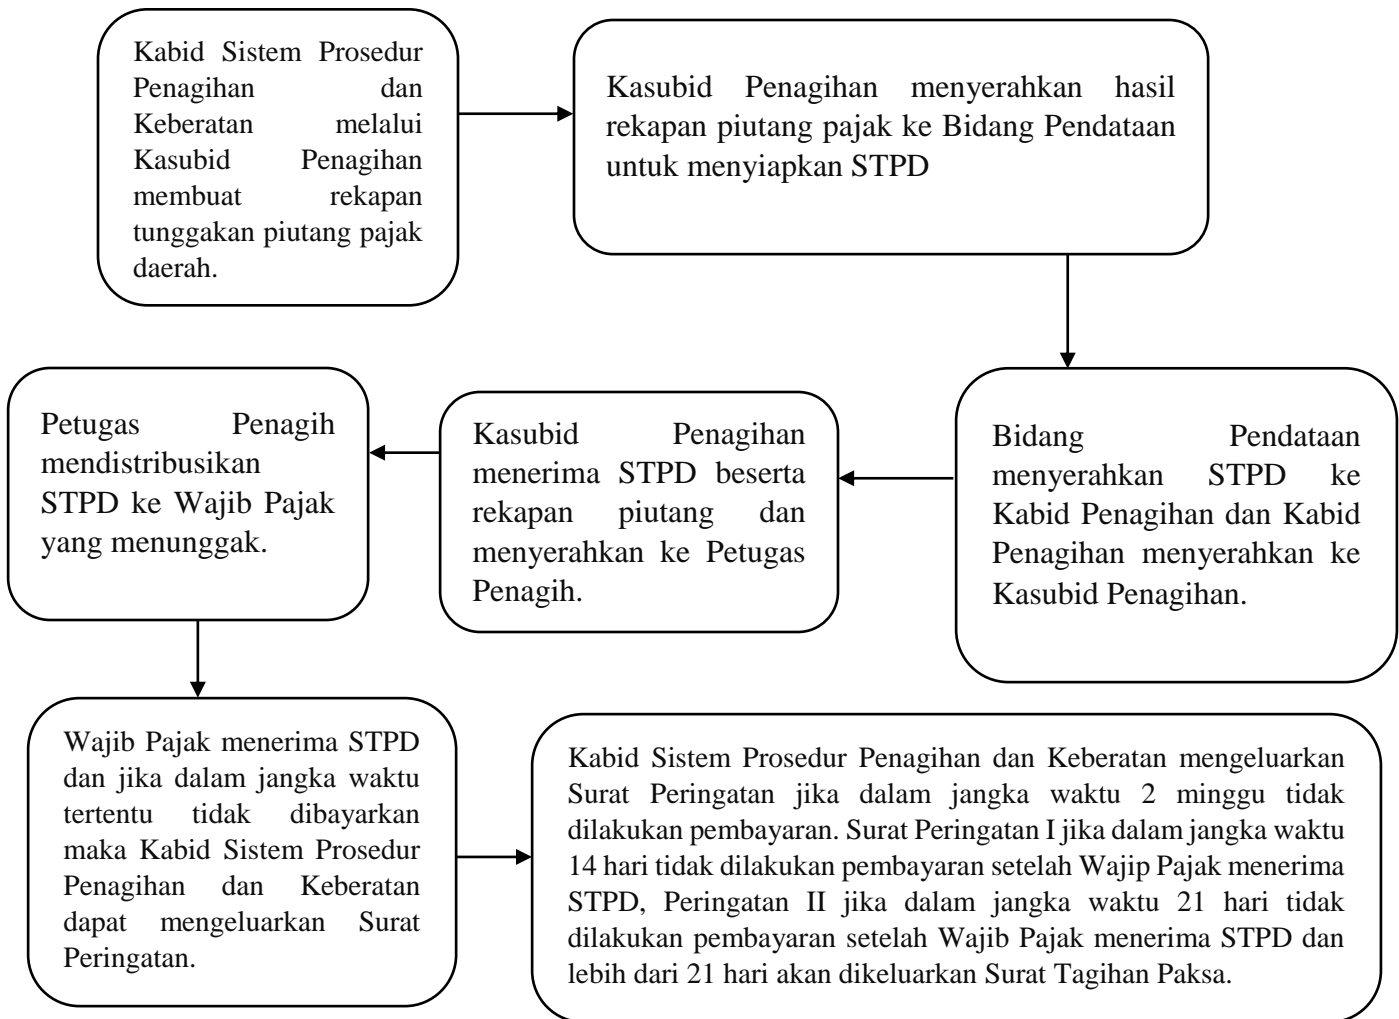 Kabid Sistem Prosedur
Penagihan dan
Keberatan melalui
Kasubid Penagihan
membuat rekapan
tunggakan piutang pajak
daerah.
Kasubid Penagihan menyerahkan hasil
rekapan piutang pajak ke Bidang Pendataan
untuk menyiapkan STPD
Bidang Pendataan
menyerahkan STPD ke
Kabid Penagihan dan Kabid
Penagihan menyerahkan ke
Kasubid Penagihan.
Kasubid Penagihan
menerima STPD beserta
rekapan piutang dan
menyerahkan ke Petugas
Penagih.
Petugas Penagih
mendistribusikan
STPD ke Wajib Pajak
yang menunggak.
Wajib Pajak menerima STPD
dan jika dalam jangka waktu
tertentu tidak dibayarkan
maka Kabid Sistem Prosedur
Penagihan dan Keberatan
dapat mengeluarkan Surat
Peringatan.
Kabid Sistem Prosedur Penagihan dan Keberatan mengeluarkan
Surat Peringatan jika dalam jangka waktu 2 minggu tidak
dilakukan pembayaran. Surat Peringatan I jika dalam jangka waktu
14 hari tidak dilakukan pembayaran setelah Wajip Pajak menerima
STPD, Peringatan II jika dalam jangka waktu 21 hari tidak
dilakukan pembayaran setelah Wajib Pajak menerima STPD dan
lebih dari 21 hari akan dikeluarkan Surat Tagihan Paksa.